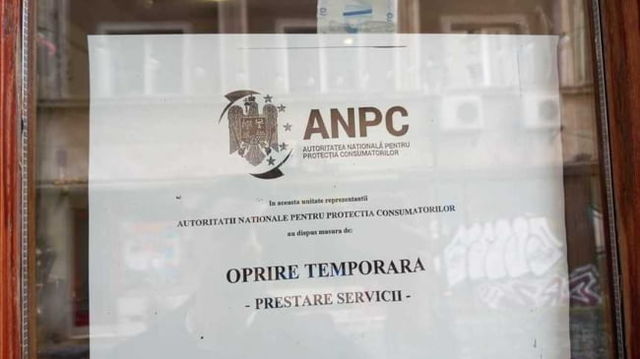 ANPC
AUTORITATEA NAȚIONALĂ PENTRU
PROTECȚIA CONSUMATORILOR
In aceasta unitate reprezentantii
AUTORITATII NATIONALE PENTRU PROTECTIA CONSUMATORILOR
au dispus masura de:
OPRIRE TEMPORARA
- PRESTARE SERVICII -